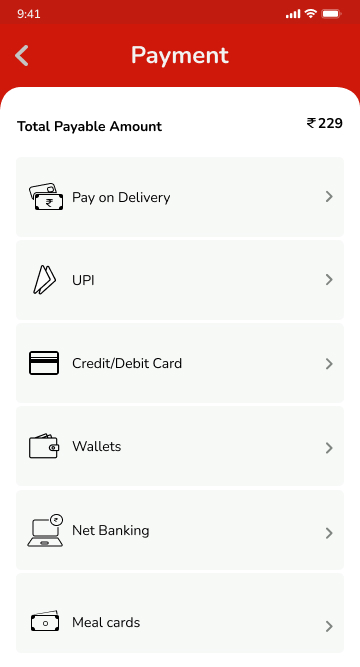 9:41
Payment
Total Payable Amount
₹229
Pay on Delivery
UPI
Credit/Debit Card
Wallets
Net Banking
Meal cards